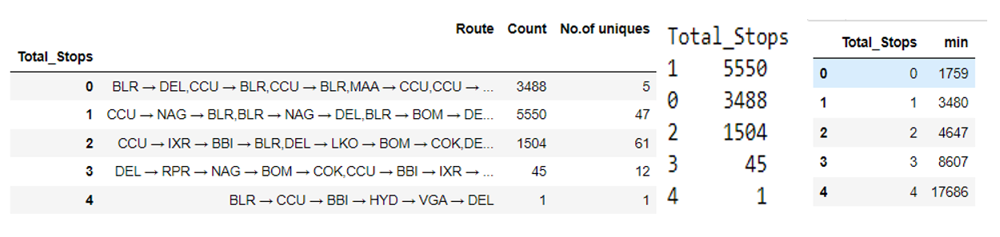 Route Count No.of uniques
Total_Stops
0 BLR → DEL,CCU → BLR,CCU → BLR,MAA → CCU,CCU → ... 3488 5
1 CCU → NAG → BLR,BLR → NAG → DEL,BLR → BOM → DE... 5550 47
2 CCU → IXR → BBI → BLR,DEL → LKO → BOM → COK,DE... 1504 61
3 DEL → RPR → NAG → BOM → COK,CCU → BBI → IXR → ... 45 12
4 BLR → CCU → BBI → HYD → VGA → DEL 1 1
Total_Stops
1 5550
0 3488
2 1504
3 45
4 1
Total_Stops min
0 0 1759
1 1 3480
2 2 4647
3 3 8607
4 4 17686